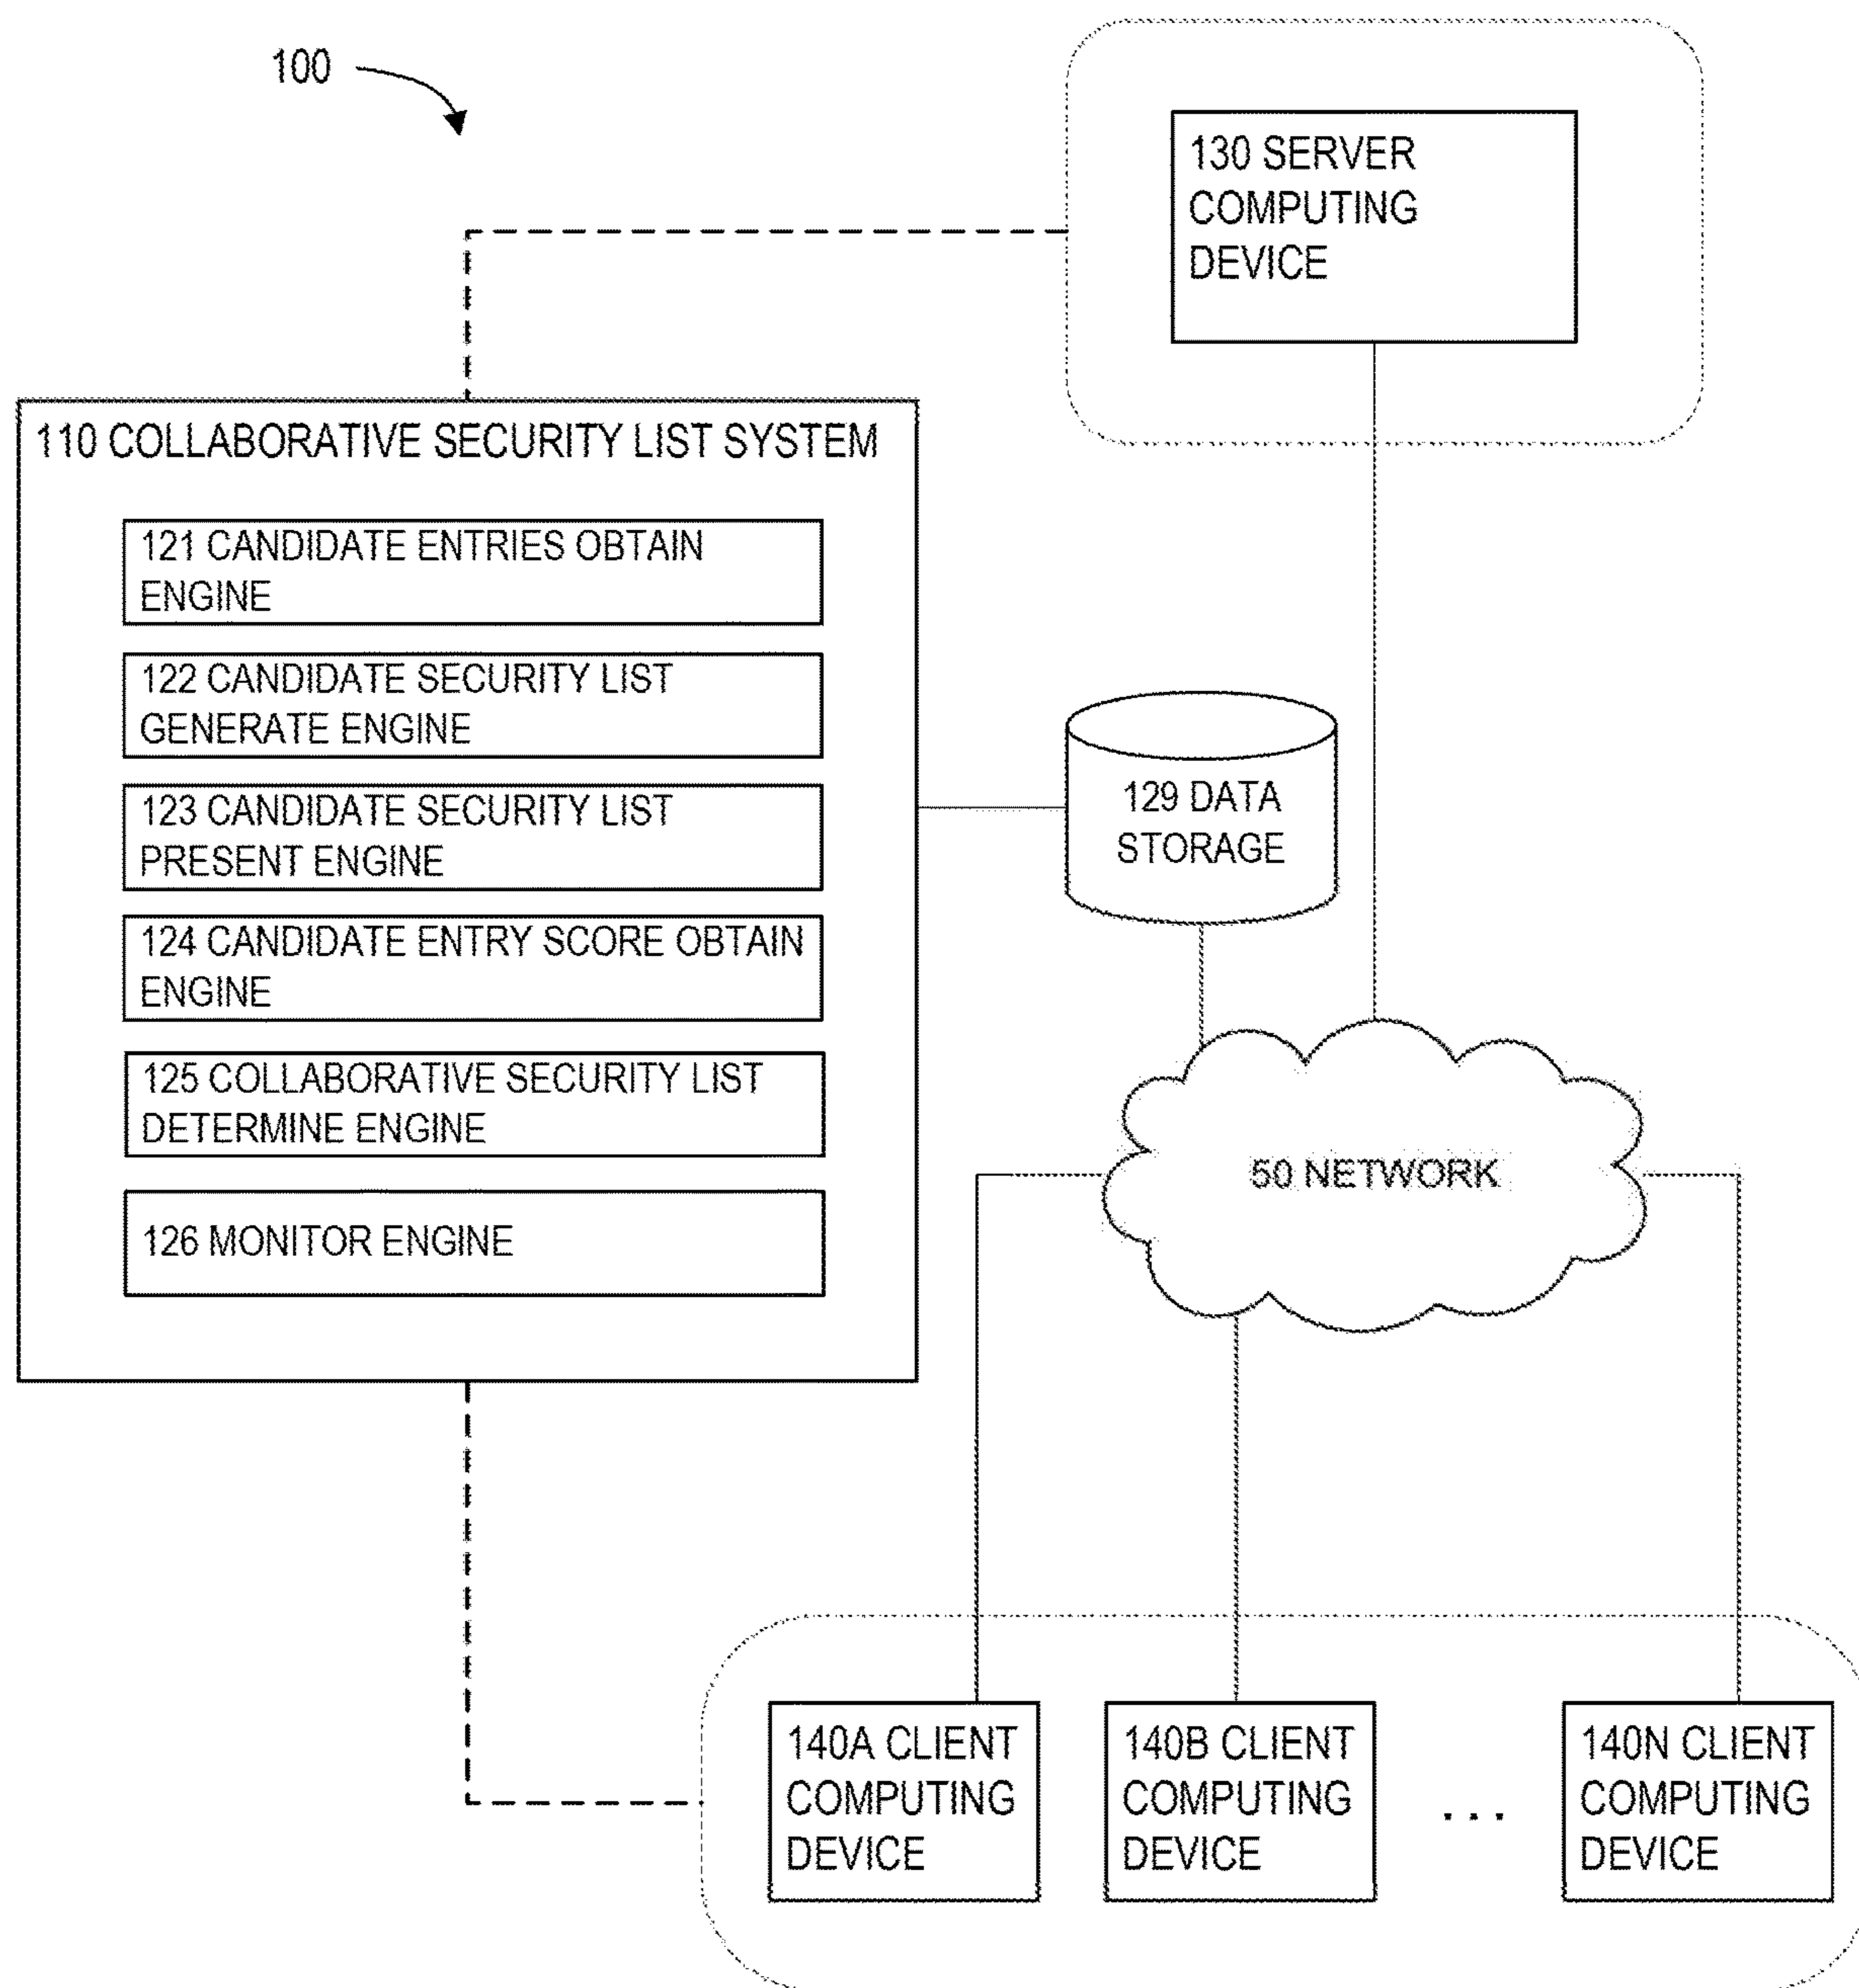 100
130 SERVER
COMPUTING
DEVICE
110 COLLABORATIVE SECURITY LIST SYSTEM
121 CANDIDATE ENTRIES OBTAIN
ENGINE
122 CANDIDATE SECURITY LIST
GENERATE ENGINE
123 CANDIDATE SECURITY LIST
PRESENT ENGINE
124 CANDIDATE ENTRY SCORE OBTAIN
ENGINE
125 COLLABORATIVE SECURITY LIST
DETERMINE ENGINE
126 MONITOR ENGINE
129 DATA
STORAGE
50 NETWORK
140A CLIENT
COMPUTING
DEVICE
140B CLIENT
COMPUTING
DEVICE
...
140N CLIENT
COMPUTING
DEVICE